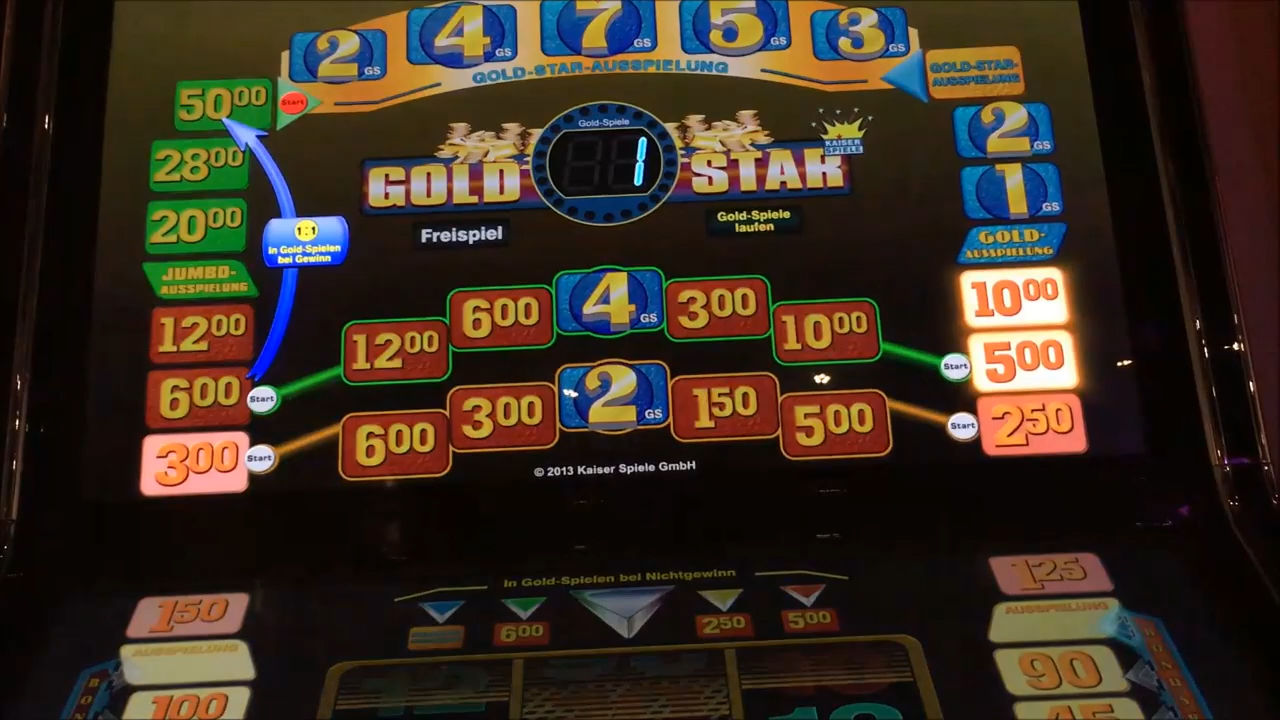 2 GS
4 GS
7 GS
5 GS
3 GS
GOLD-STAR-AUSSPIELUNG
GOLD-STAR-
AUSSPIELUNG
50 00
Start
28 00
20 00
JUMBO-
AUSSPIELUNG
12 00
6 00
Start
3 00
Start
1:1
In Gold-Spielen
bei Gewinn
Gold-Spiele
1
GOLD STAR
KAISER
SPIELE
Freispiel
Gold-Spiele
laufen
2 GS
1 GS
GOLD-
AUSSPIELUNG
10 00
5 00
Start
2 50
Start
12 00
6 00
4 GS
3 00
10 00
6 00
3 00
2 GS
1 50
5 00
© 2013 Kaiser Spiele GmbH
In Gold-Spielen bei Nichtgewinn
6 00
2 50
5 00
1 50
AUSSPIELUNG
100
1 25
AUSSPIELUNG
90
45